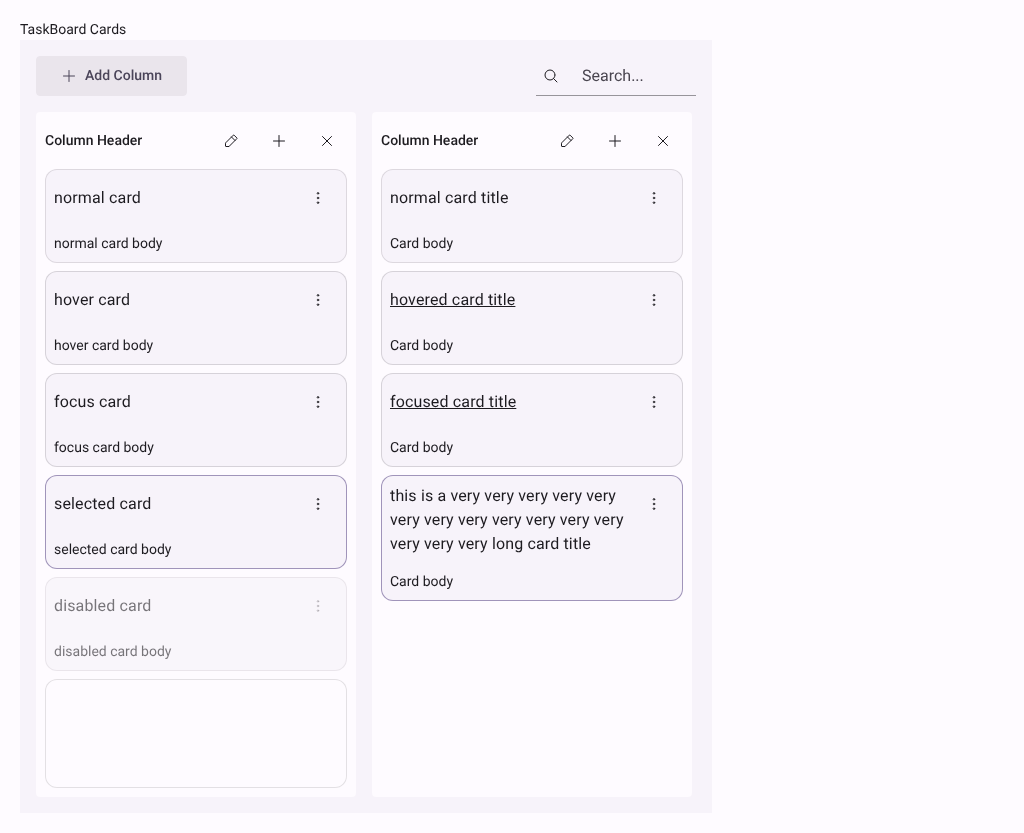 TaskBoard Cards
Add Column
Search...
Column Header
normal card
normal card body
hover card
hover card body
focus card
focus card body
selected card
selected card body
disabled card
disabled card body
Column Header
normal card title
Card body
hovered card title
Card body
focused card title
Card body
this is a very very very very very
very very very very very very very
very very very long card title
Card body